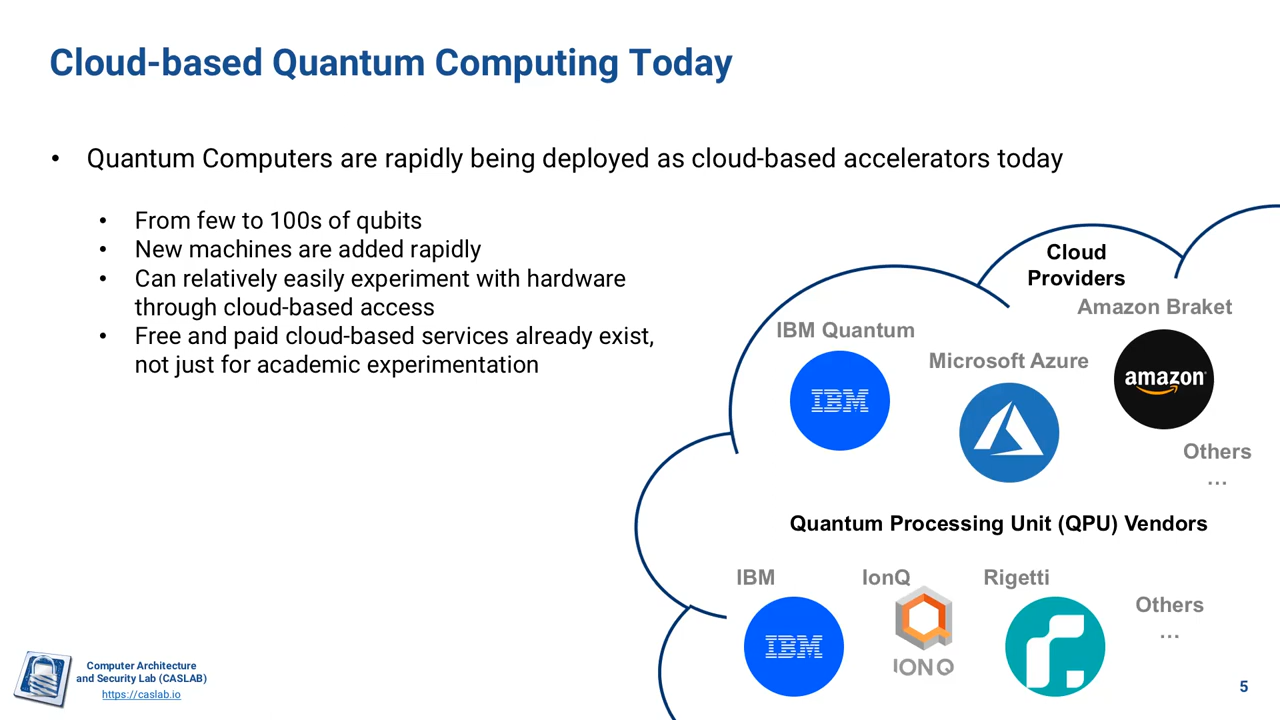 Cloud-based Quantum Computing Today
• Quantum Computers are rapidly being deployed as cloud-based accelerators today
• From few to 100s of qubits
• New machines are added rapidly
• Can relatively easily experiment with hardware
through cloud-based access
• Free and paid cloud-based services already exist,
not just for academic experimentation
Cloud
Providers
Amazon Braket
IBM Quantum
Microsoft Azure
IBM
amazon
Others
...
Quantum Processing Unit (QPU) Vendors
IBM
IonQ
Rigetti
Others
...
IBM
IONQ
r.
Computer Architecture
and Security Lab (CASLAB)
https://caslab.io
5